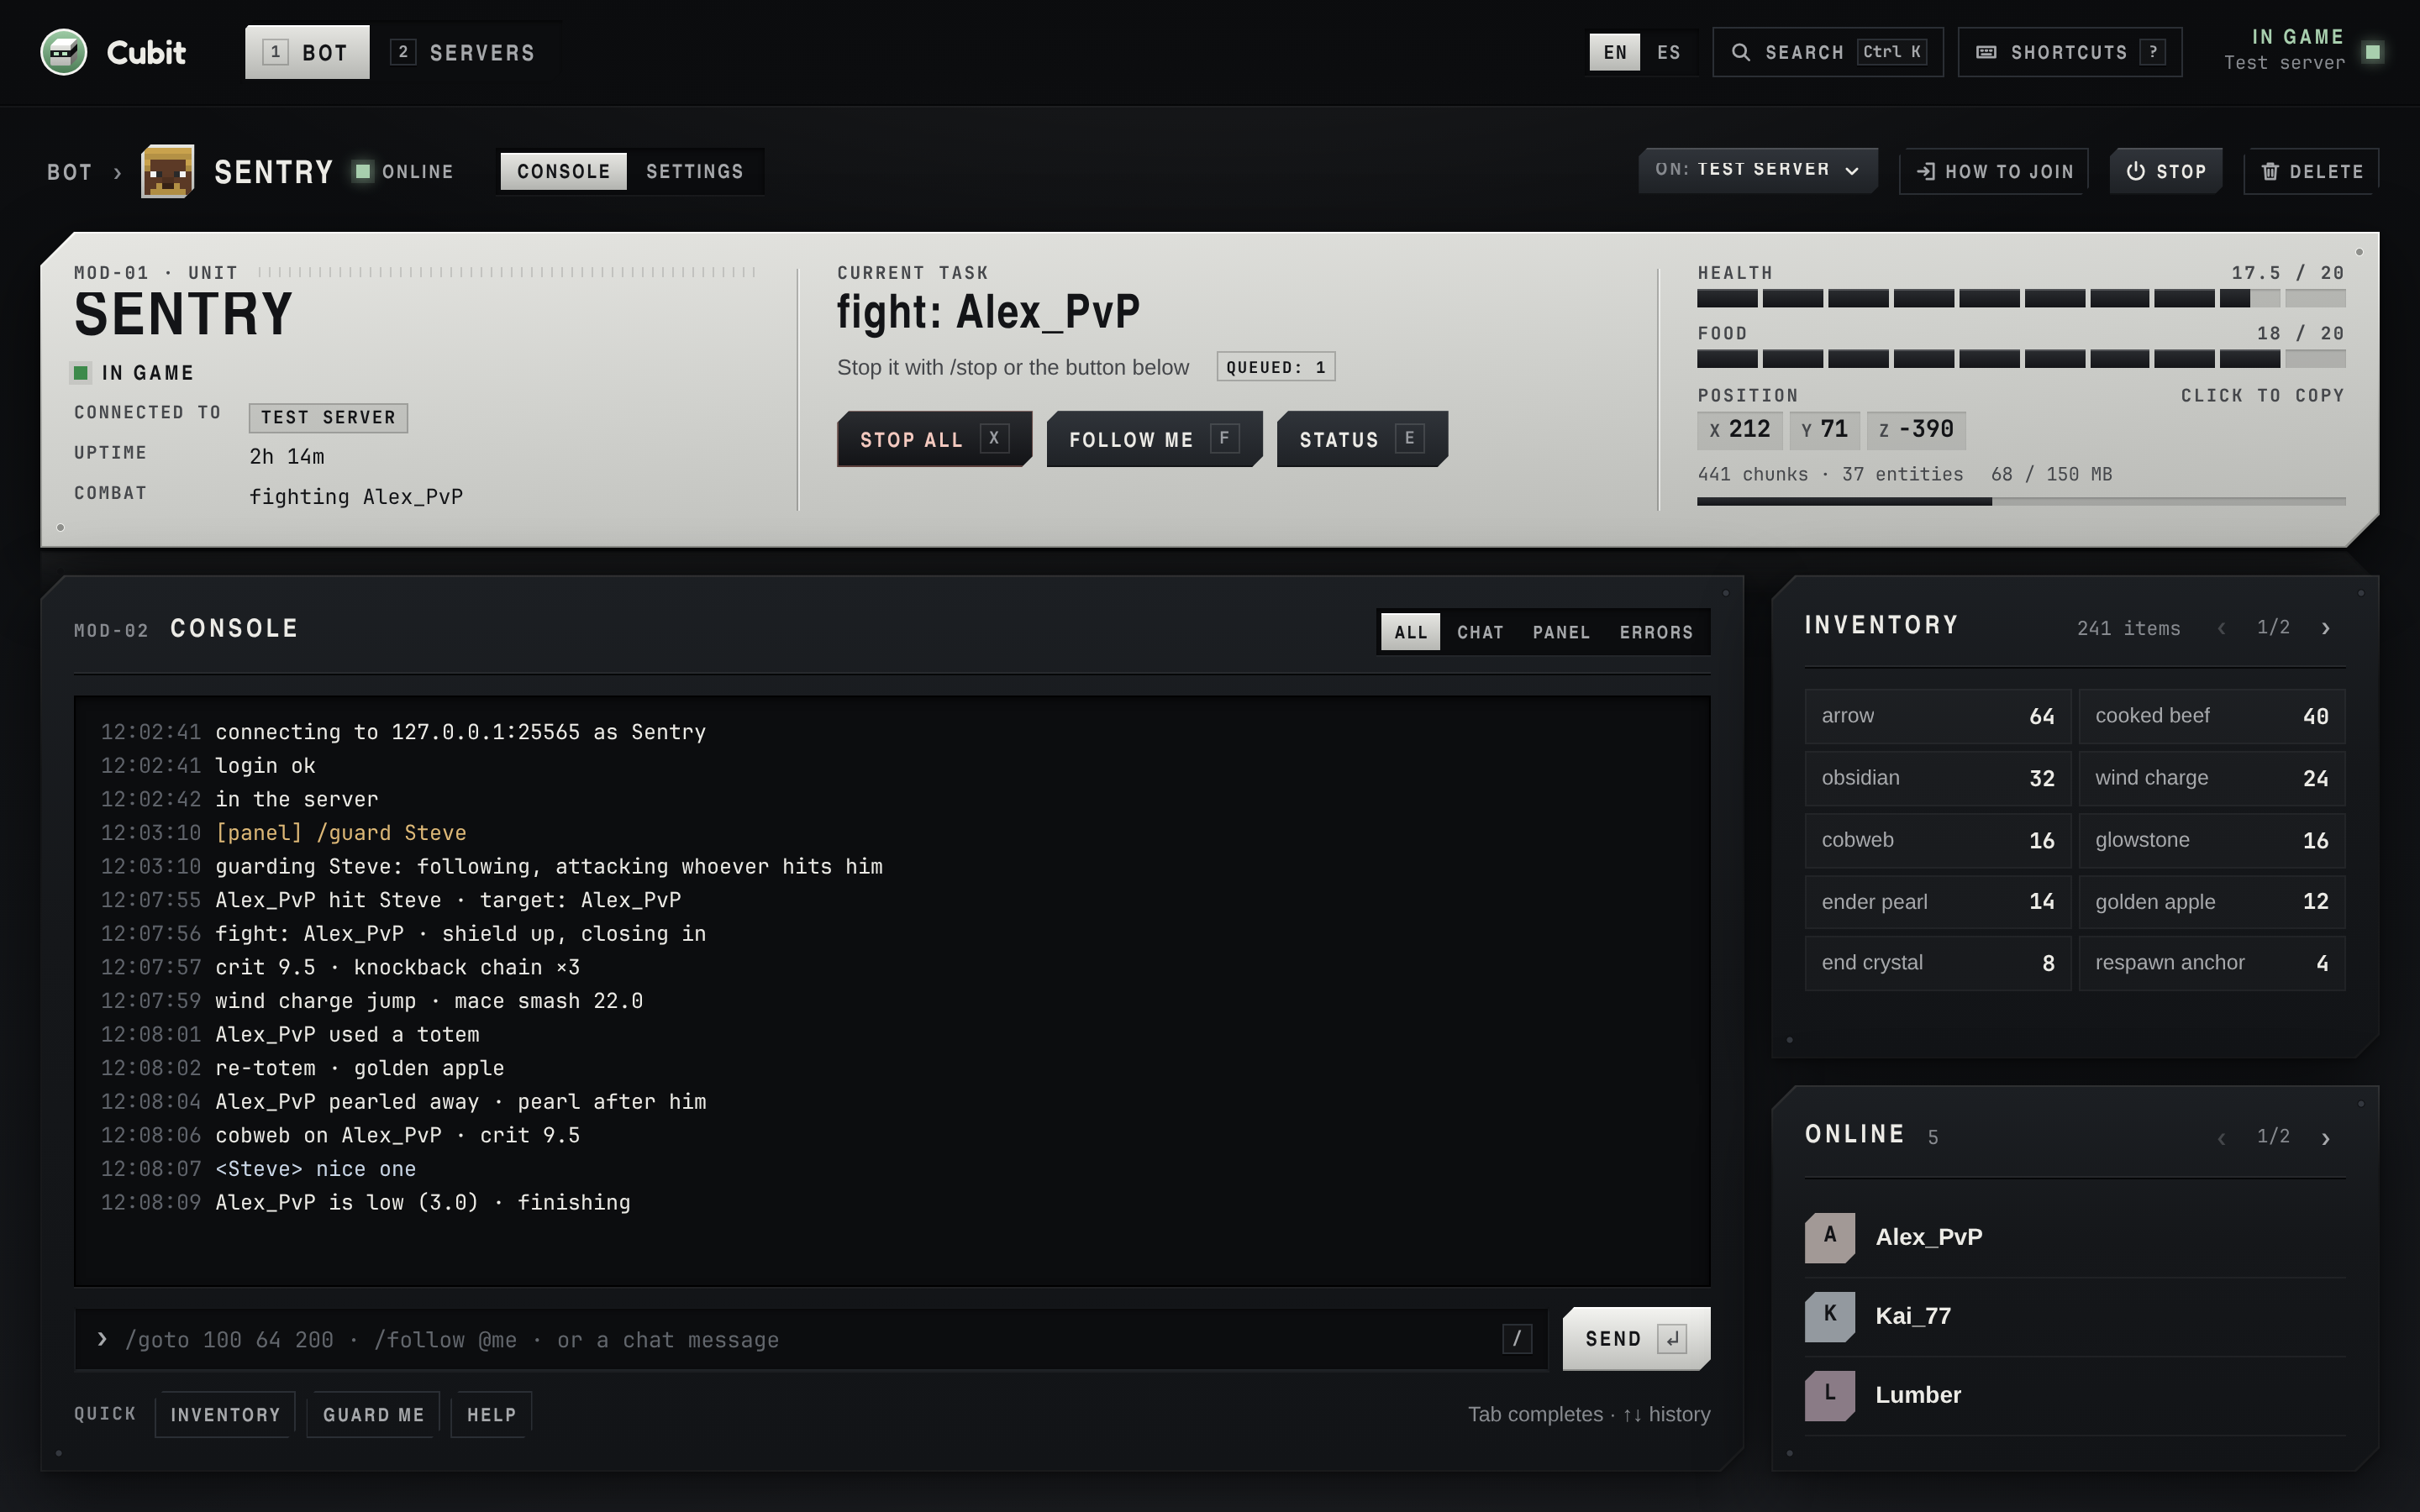 Cubit
1 BOT
2 SERVERS
EN ES
SEARCH Ctrl K
SHORTCUTS ?
IN GAME
Test server
BOT › SENTRY ONLINE
CONSOLE SETTINGS
ON: TEST SERVER
HOW TO JOIN
STOP
DELETE
MOD-01 · UNIT
SENTRY
IN GAME
CONNECTED TO TEST SERVER
UPTIME 2h 14m
COMBAT fighting Alex_PvP
CURRENT TASK
fight: Alex_PvP
Stop it with /stop or the button below QUEUED: 1
STOP ALL X
FOLLOW ME F
STATUS E
HEALTH 17.5 / 20
FOOD 18 / 20
POSITION CLICK TO COPY
X 212 Y 71 Z -390
441 chunks · 37 entities 68 / 150 MB
MOD-02 CONSOLE
ALL CHAT PANEL ERRORS
12:02:41 connecting to 127.0.0.1:25565 as Sentry
12:02:41 login ok
12:02:42 in the server
12:03:10 [panel] /guard Steve
12:03:10 guarding Steve: following, attacking whoever hits him
12:07:55 Alex_PvP hit Steve · target: Alex_PvP
12:07:56 fight: Alex_PvP · shield up, closing in
12:07:57 crit 9.5 · knockback chain ×3
12:07:59 wind charge jump · mace smash 22.0
12:08:01 Alex_PvP used a totem
12:08:02 re-totem · golden apple
12:08:04 Alex_PvP pearled away · pearl after him
12:08:06 cobweb on Alex_PvP · crit 9.5
12:08:07 <Steve> nice one
12:08:09 Alex_PvP is low (3.0) · finishing
❯ /goto 100 64 200 · /follow @me · or a chat message /
SEND ↵
QUICK INVENTORY GUARD ME HELP
Tab completes · ↑↓ history
INVENTORY 241 items ‹ 1/2 ›
arrow 64
cooked beef 40
obsidian 32
wind charge 24
cobweb 16
glowstone 16
ender pearl 14
golden apple 12
end crystal 8
respawn anchor 4
ONLINE 5 ‹ 1/2 ›
A Alex_PvP
K Kai_77
L Lumber